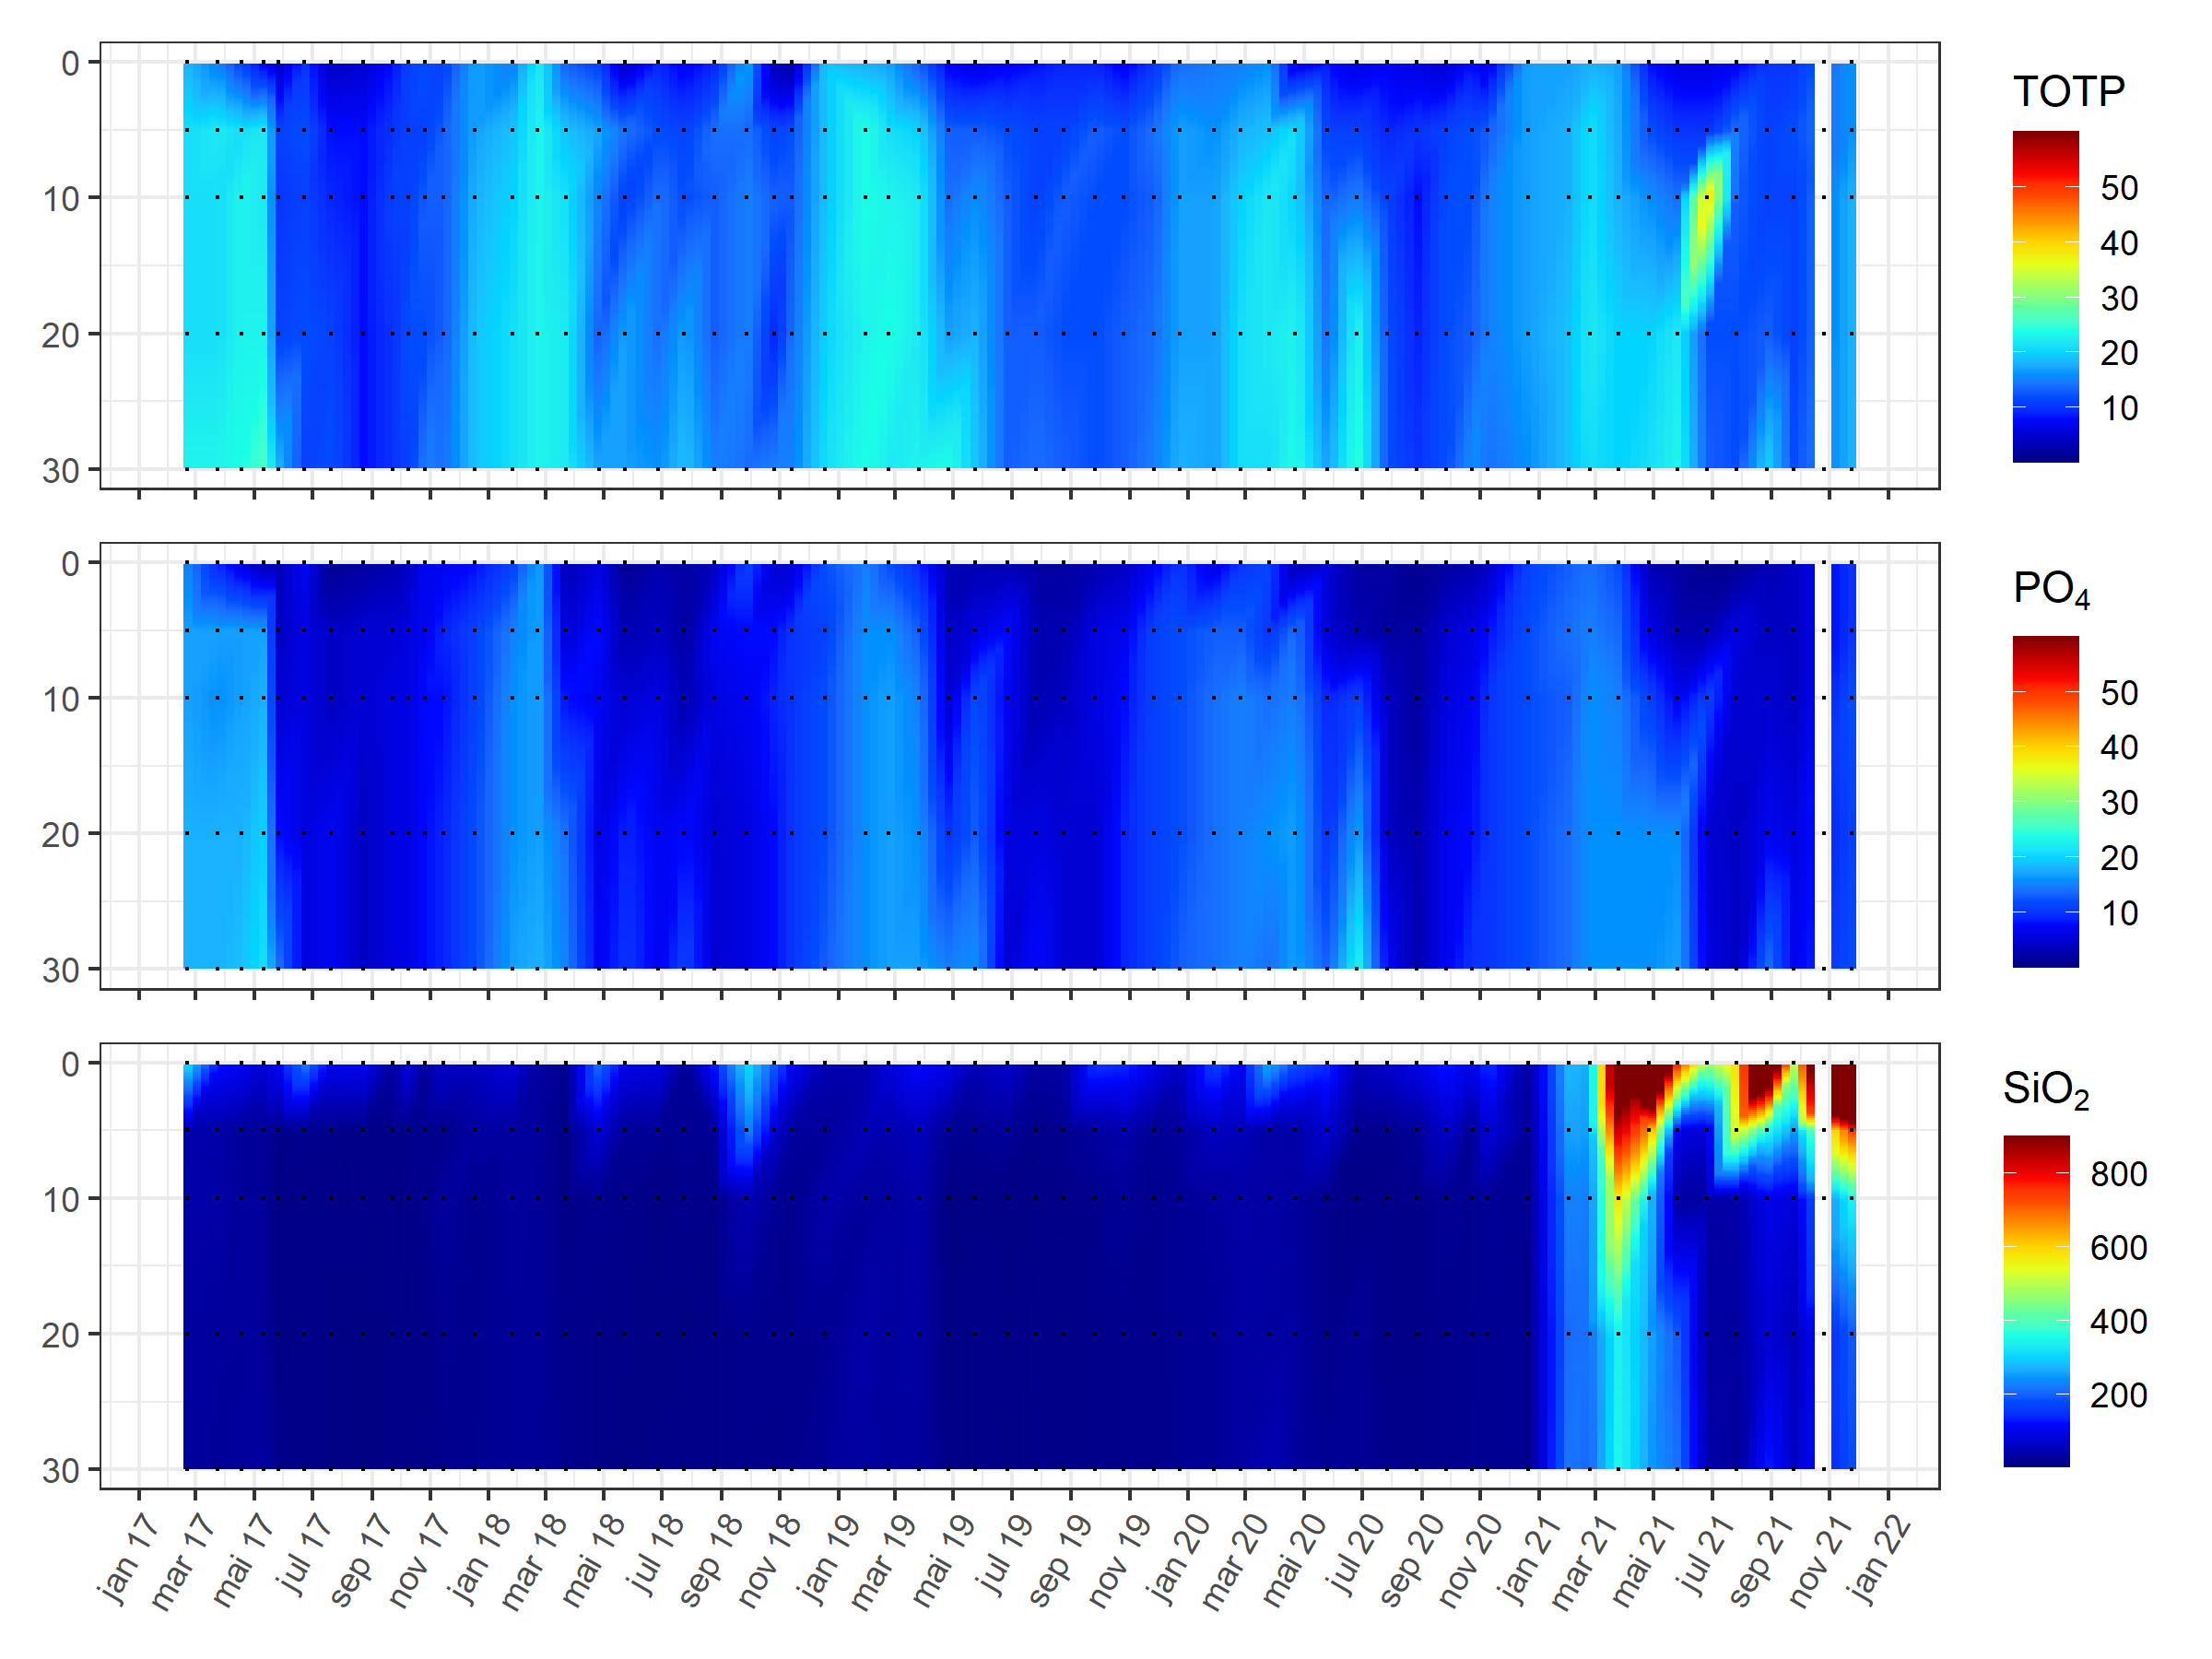 0
10
20
30
TOTP
50
40
30
20
10
0
10
20
30
PO₄
50
40
30
20
10
0
10
20
30
SiO₂
800
600
400
200
jan 17
mar 17
mai 17
jul 17
sep 17
nov 17
jan 18
mar 18
mai 18
jul 18
sep 18
nov 18
jan 19
mar 19
mai 19
jul 19
sep 19
nov 19
jan 20
mar 20
mai 20
jul 20
sep 20
nov 20
jan 21
mar 21
mai 21
jul 21
sep 21
nov 21
jan 22